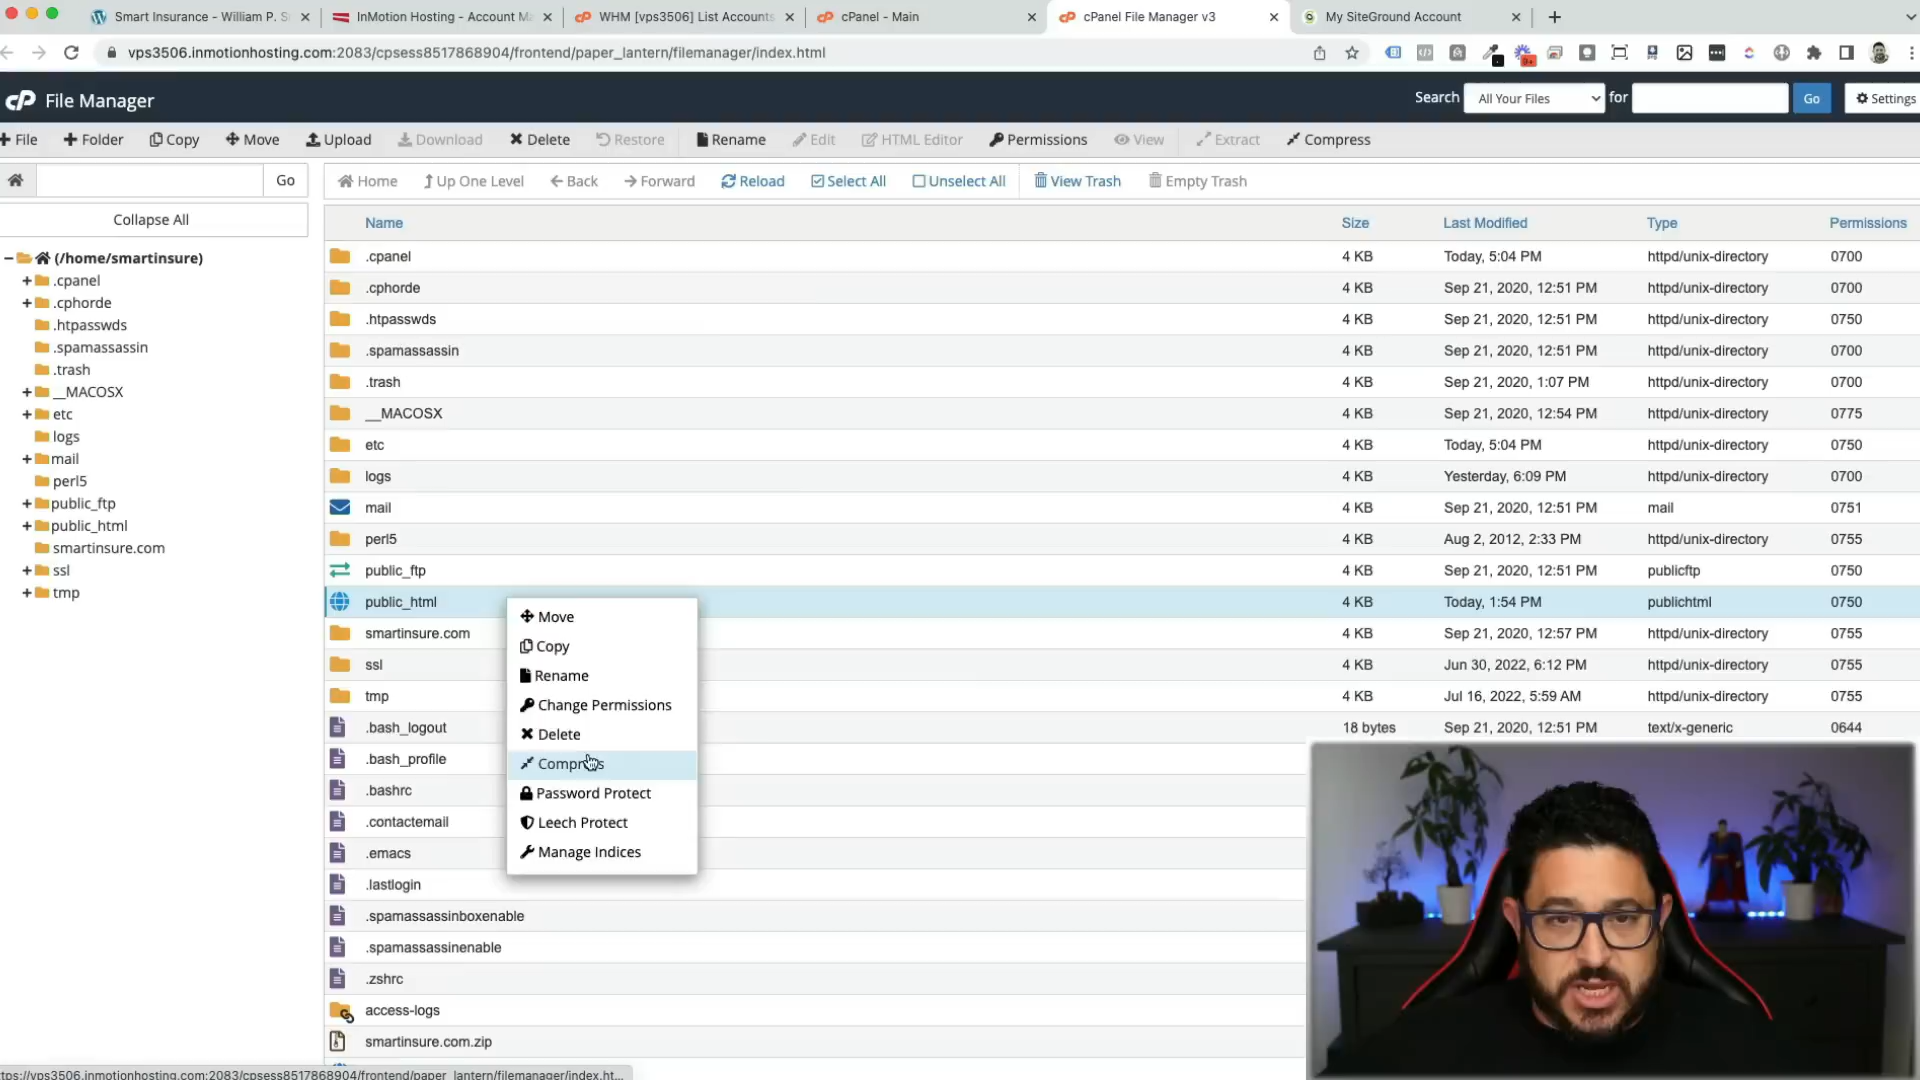 Smart Insurance - William P. S
InMotion Hosting - Account Ma
WHM [vps3506] List Accounts
cPanel - Main
cPanel File Manager v3
My SiteGround Account
vps3506.inmotionhosting.com:2083/cpsess8517868904/frontend/paper_lantern/filemanager/index.html
cP File Manager
Search All Your Files for Go Settings
File Folder Copy Move Upload Download Delete Restore Rename Edit HTML Editor Permissions View Extract Compress
Go Home Up One Level Back Forward Reload Select All Unselect All View Trash Empty Trash
Collapse All
(/home/smartinsure)
.cpanel
.cphorde
.htpasswds
.spamassassin
.trash
__MACOSX
etc
logs
mail
perl5
public_ftp
public_html
smartinsure.com
ssl
tmp
Name Size Last Modified Type Permissions
.cpanel 4 KB Today, 5:04 PM httpd/unix-directory 0700
.cphorde 4 KB Sep 21, 2020, 12:51 PM httpd/unix-directory 0700
.htpasswds 4 KB Sep 21, 2020, 12:51 PM httpd/unix-directory 0750
.spamassassin 4 KB Sep 21, 2020, 12:51 PM httpd/unix-directory 0700
.trash 4 KB Sep 21, 2020, 1:07 PM httpd/unix-directory 0700
__MACOSX 4 KB Sep 21, 2020, 12:54 PM httpd/unix-directory 0775
etc 4 KB Today, 5:04 PM httpd/unix-directory 0750
logs 4 KB Yesterday, 6:09 PM httpd/unix-directory 0700
mail 4 KB Sep 21, 2020, 12:51 PM mail 0751
perl5 4 KB Aug 2, 2012, 2:33 PM httpd/unix-directory 0755
public_ftp 4 KB Sep 21, 2020, 12:51 PM publicftp 0750
public_html 4 KB Today, 1:54 PM publichtml 0750
smartinsure.com 4 KB Sep 21, 2020, 12:57 PM httpd/unix-directory 0755
ssl 4 KB Jun 30, 2022, 6:12 PM httpd/unix-directory 0755
tmp 4 KB Jul 16, 2022, 5:59 AM httpd/unix-directory 0755
.bash_logout 18 bytes Sep 21, 2020, 12:51 PM text/x-generic 0644
.bash_profile
.bashrc
.contactemail
.emacs
.lastlogin
.spamassassinboxenable
.spamassassinenable
.zshrc
access-logs
smartinsure.com.zip
Move
Copy
Rename
Change Permissions
Delete
Compress
Password Protect
Leech Protect
Manage Indices
ttps://vps3506.inmotionhosting.com:2083/cpsess8517868904/frontend/paper_lantern/filemanager/index.ht...